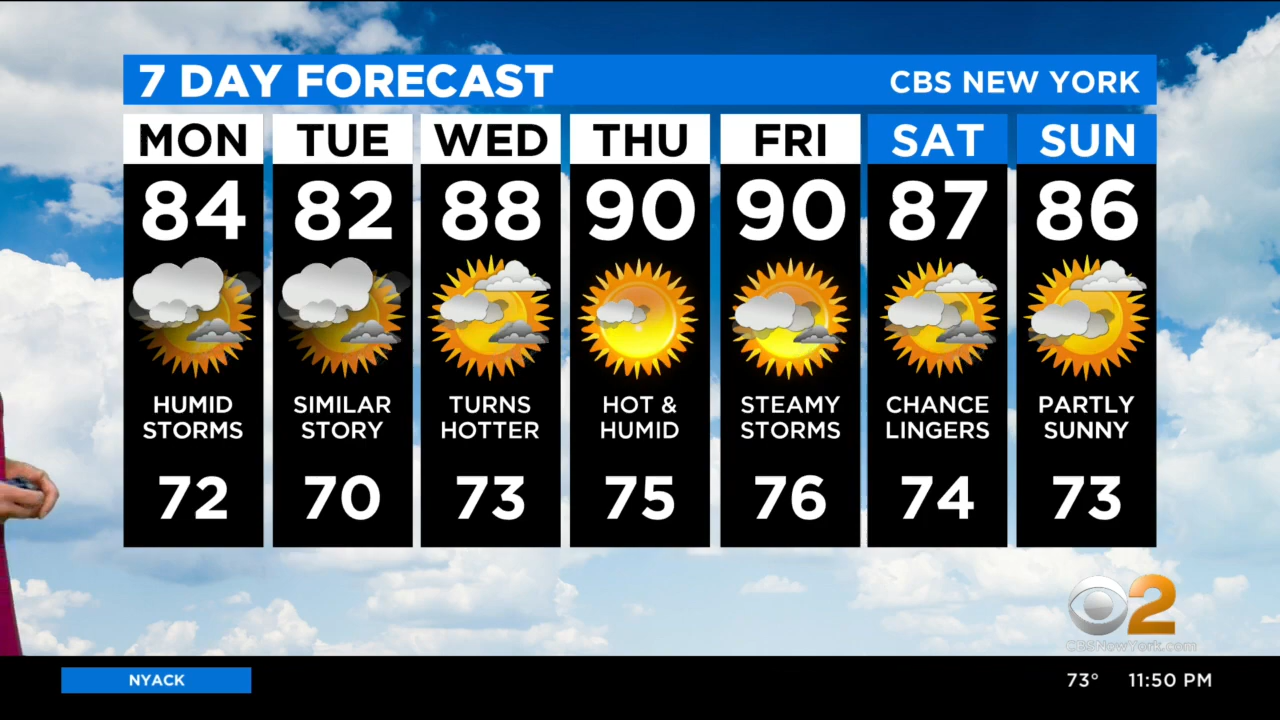 7 DAY FORECAST CBS NEW YORK
MON TUE WED THU FRI SAT SUN
84 82 88 90 90 87 86
HUMID STORMS
SIMILAR STORY
TURNS HOTTER
HOT & HUMID
STEAMY STORMS
CHANCE LINGERS
PARTLY SUNNY
72 70 73 75 76 74 73
2
CBSNewYork.com
NYACK 73° 11:50 PM